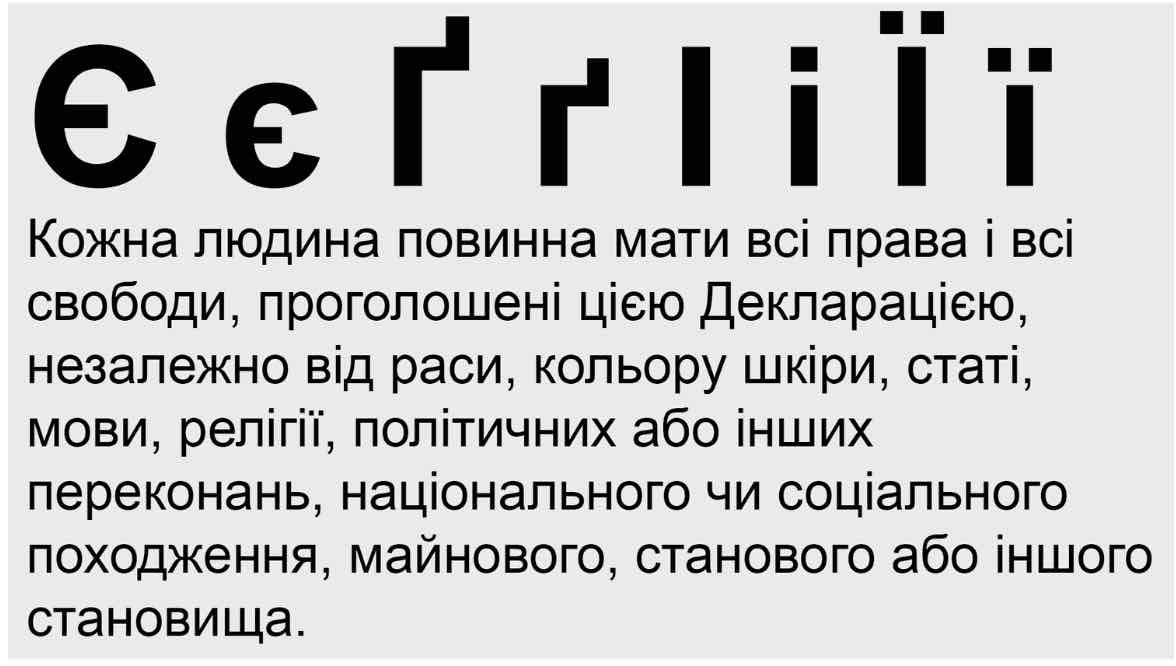 Є є Ґ ґ І і Ї ї
Кожна людина повинна мати всі права і всі
свободи, проголошені цією Декларацією,
незалежно від раси, кольору шкіри, статі,
мови, релігії, політичних або інших
переконань, національного чи соціального
походження, майнового, станового або іншого
становища.